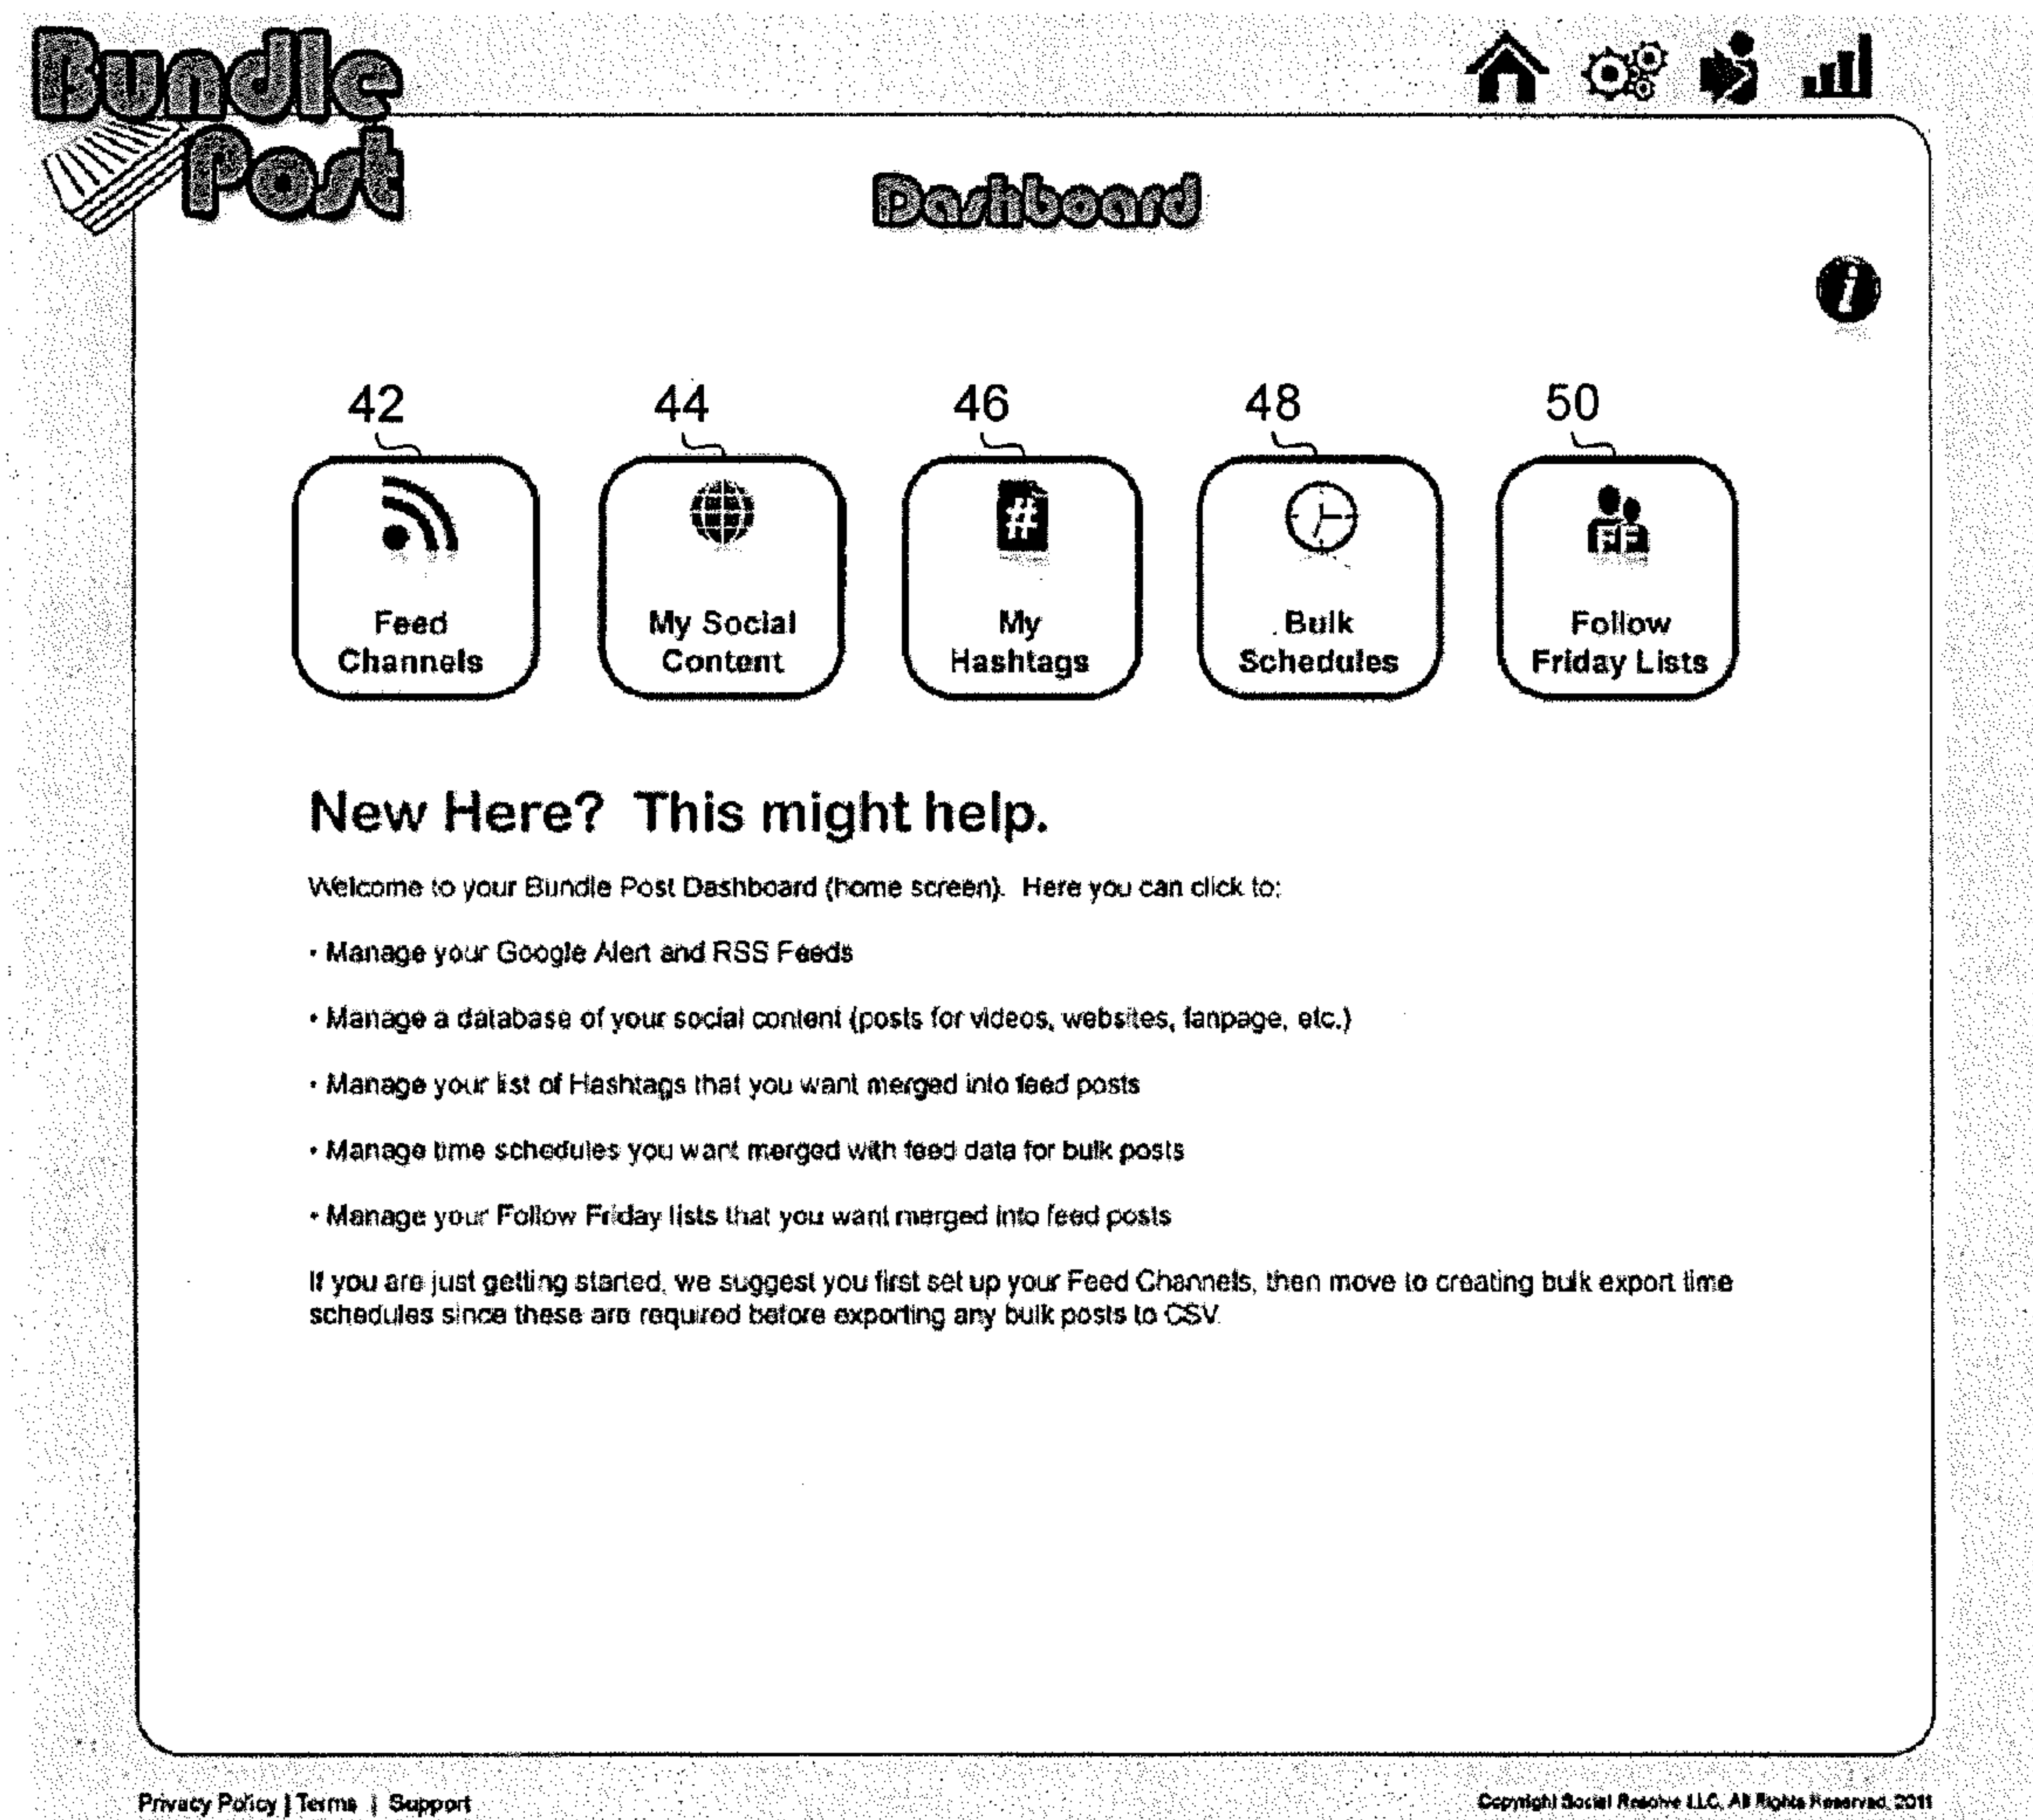 Bundle
Post
Dashboard
i
42 44 46 48 50
#
FF
Feed
Channels
My Social
Content
My
Hashtags
Bulk
Schedules
Follow
Friday Lists
New Here? This might help.
Welcome to your Bundle Post Dashboard (home screen). Here you can click to:
• Manage your Google Alert and RSS Feeds
• Manage a database of your social content (posts for videos, websites, fanpage, etc.)
• Manage your list of Hashtags that you want merged into feed posts
• Manage time schedules you want merged with feed data for bulk posts
• Manage your Follow Friday lists that you want merged into feed posts
If you are just getting started, we suggest you first set up your Feed Channels, then move to creating bulk export time
schedules since these are required before exporting any bulk posts to CSV.
Privacy Policy | Terms | Support
Copyright Social Resolve LLC, All Rights Reserved, 2011